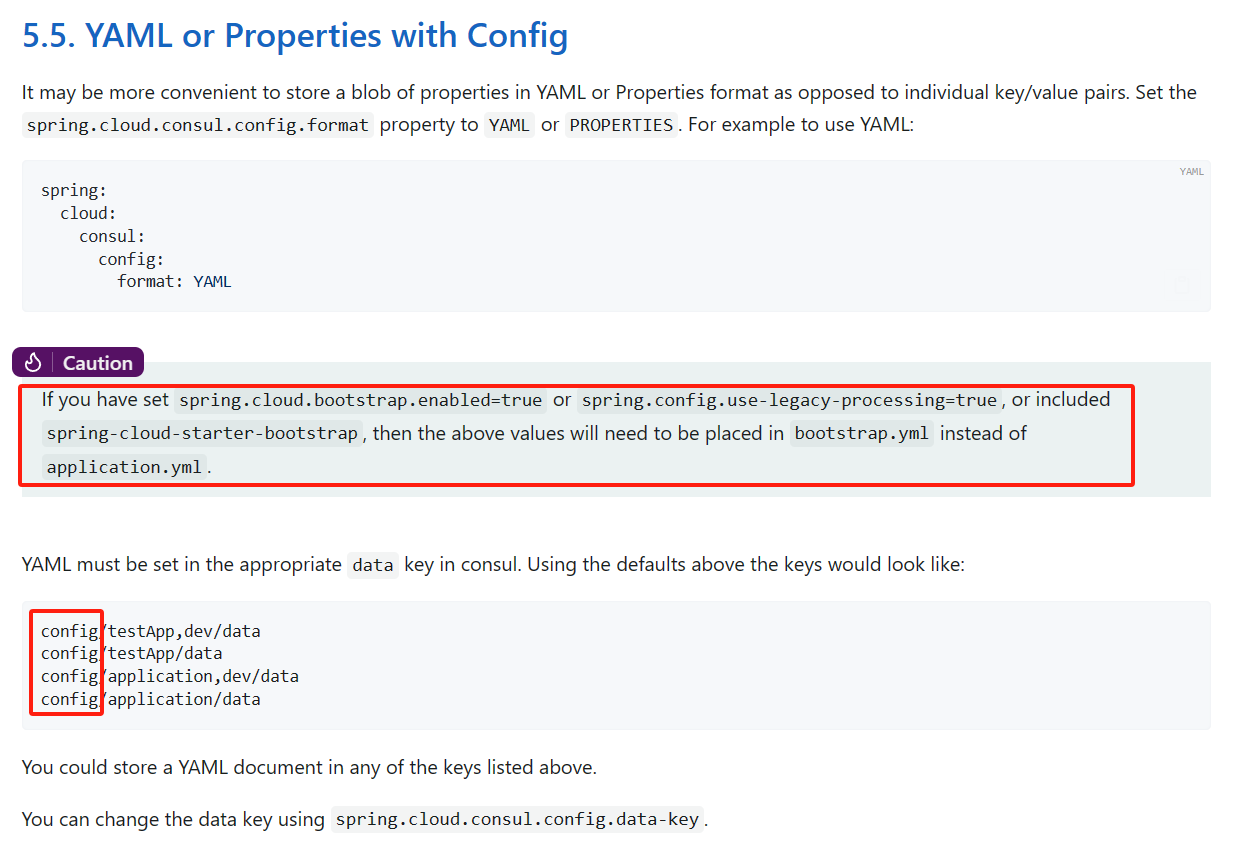 5.5. YAML or Properties with Config
It may be more convenient to store a blob of properties in YAML or Properties format as opposed to individual key/value pairs. Set the
spring.cloud.consul.config.format property to YAML or PROPERTIES. For example to use YAML:
YAML
spring:
  cloud:
    consul:
      config:
        format: YAML
Caution
If you have set spring.cloud.bootstrap.enabled=true or spring.config.use-legacy-processing=true, or included
spring-cloud-starter-bootstrap, then the above values will need to be placed in bootstrap.yml instead of
application.yml.
YAML must be set in the appropriate data key in consul. Using the defaults above the keys would look like:
config/testApp,dev/data
config/testApp/data
config/application,dev/data
config/application/data
You could store a YAML document in any of the keys listed above.
You can change the data key using spring.cloud.consul.config.data-key.